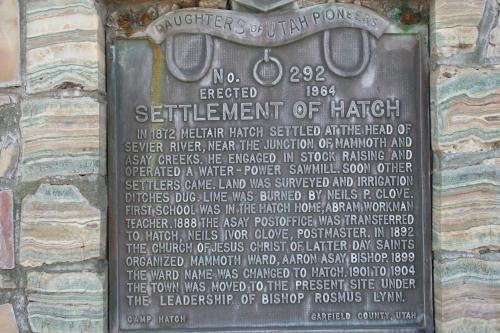 DAUGHTERS OF UTAH PIONEERS
No. 292
ERECTED 1964
SETTLEMENT OF HATCH
IN 1872 MELTAIR HATCH SETTLED AT THE HEAD OF
SEVIER RIVER, NEAR THE JUNCTION OF MAMMOTH AND
ASAY CREEKS. HE ENGAGED IN STOCK RAISING AND
OPERATED A WATER-POWER SAWMILL. SOON OTHER
SETTLERS CAME. LAND WAS SURVEYED AND IRRIGATION
DITCHES DUG. LIME WAS BURNED BY NEILS P. CLOVE.
FIRST SCHOOL WAS IN THE HATCH HOME, ABRAM WORKMAN
TEACHER. 1888 THE ASAY POSTOFFICE WAS TRANSFERRED
TO HATCH, NEILS IVOR CLOVE, POSTMASTER. IN 1892
THE CHURCH OF JESUS CHRIST OF LATTER DAY SAINTS
ORGANIZED, MAMMOTH WARD, AARON ASAY BISHOP. 1899
THE WARD NAME WAS CHANGED TO HATCH. 1901 TO 1904
THE TOWN WAS MOVED TO THE PRESENT SITE UNDER
THE LEADERSHIP OF BISHOP ROSMUS LYNN.
CAMP HATCH GARFIELD COUNTY, UTAH